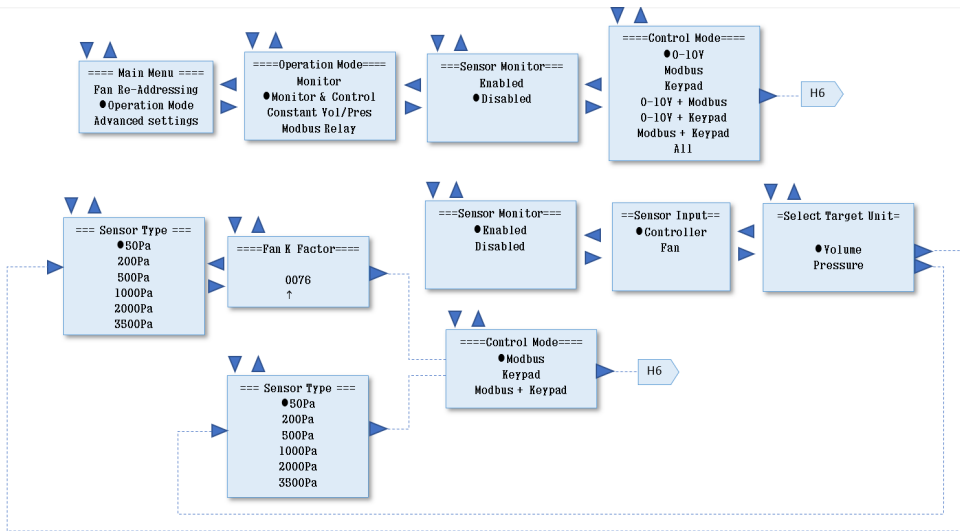 ==== Main Menu ====
Fan Re-Addressing
●Operation Mode
Advanced settings
====Operation Mode====
Monitor
●Monitor & Control
Constant Vol/Pres
Modbus Relay
===Sensor Monitor===
Enabled
●Disabled
====Control Mode====
●0-10V
Modbus
Keypad
0-10V + Modbus
0-10V + Keypad
Modbus + Keypad
All
H6
=== Sensor Type ===
●50Pa
200Pa
500Pa
1000Pa
2000Pa
3500Pa
====Fan K Factor====
0076
↑
===Sensor Monitor===
●Enabled
Disabled
==Sensor Input==
●Controller
Fan
=Select Target Unit=
●Volume
Pressure
=== Sensor Type ===
●50Pa
200Pa
500Pa
1000Pa
2000Pa
3500Pa
====Control Mode====
●Modbus
Keypad
Modbus + Keypad
H6